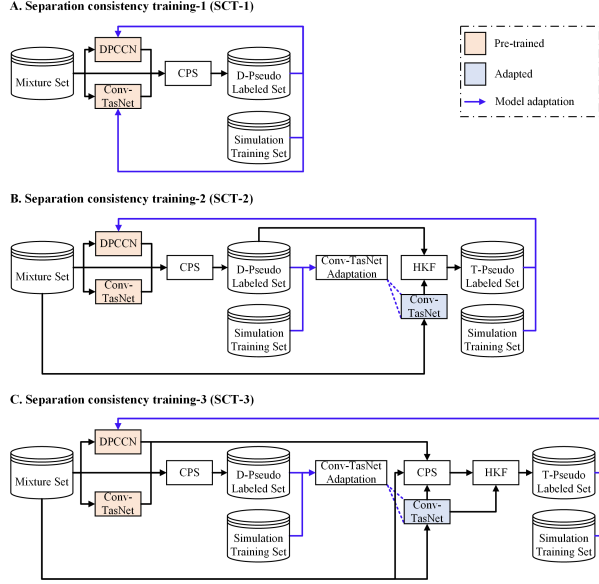 A. Separation consistency training-1 (SCT-1)
DPCCN
Mixture Set
Conv-
TasNet
CPS
D-Pseudo
Labeled Set
Simulation
Training Set
Pre-trained
Adapted
Model adaptation
B. Separation consistency training-2 (SCT-2)
DPCCN
Mixture Set
Conv-
TasNet
CPS
D-Pseudo
Labeled Set
Simulation
Training Set
Conv-TasNet
Adaptation
HKF
Conv-
TasNet
T-Pseudo
Labeled Set
Simulation
Training Set
C. Separation consistency training-3 (SCT-3)
DPCCN
Mixture Set
Conv-
TasNet
CPS
D-Pseudo
Labeled Set
Simulation
Training Set
Conv-TasNet
Adaptation
CPS
Conv-
TasNet
HKF
T-Pseudo
Labeled Set
Simulation
Training Set